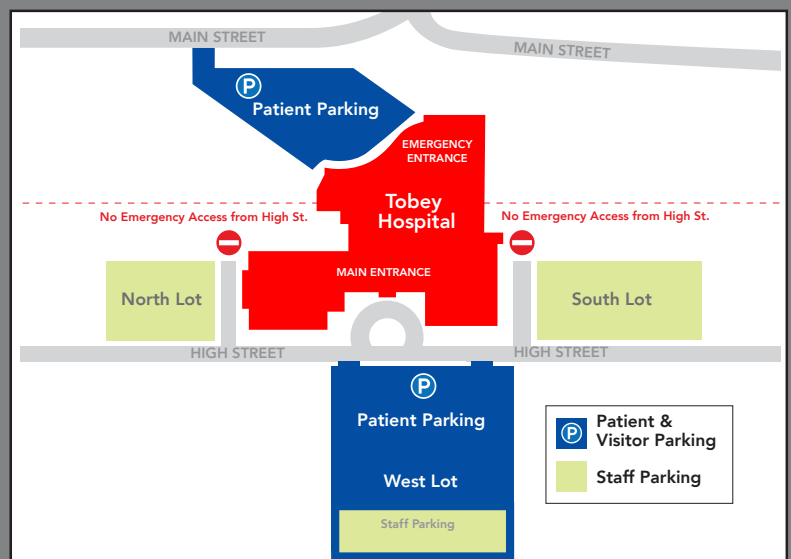 MAIN STREET
MAIN STREET
P
Patient Parking
EMERGENCY
ENTRANCE
Tobey
Hospital
No Emergency Access from High St.
No Emergency Access from High St.
MAIN ENTRANCE
North Lot
South Lot
HIGH STREET
HIGH STREET
P
Patient Parking
West Lot
Staff Parking
P
Patient &
Visitor Parking
Staff Parking